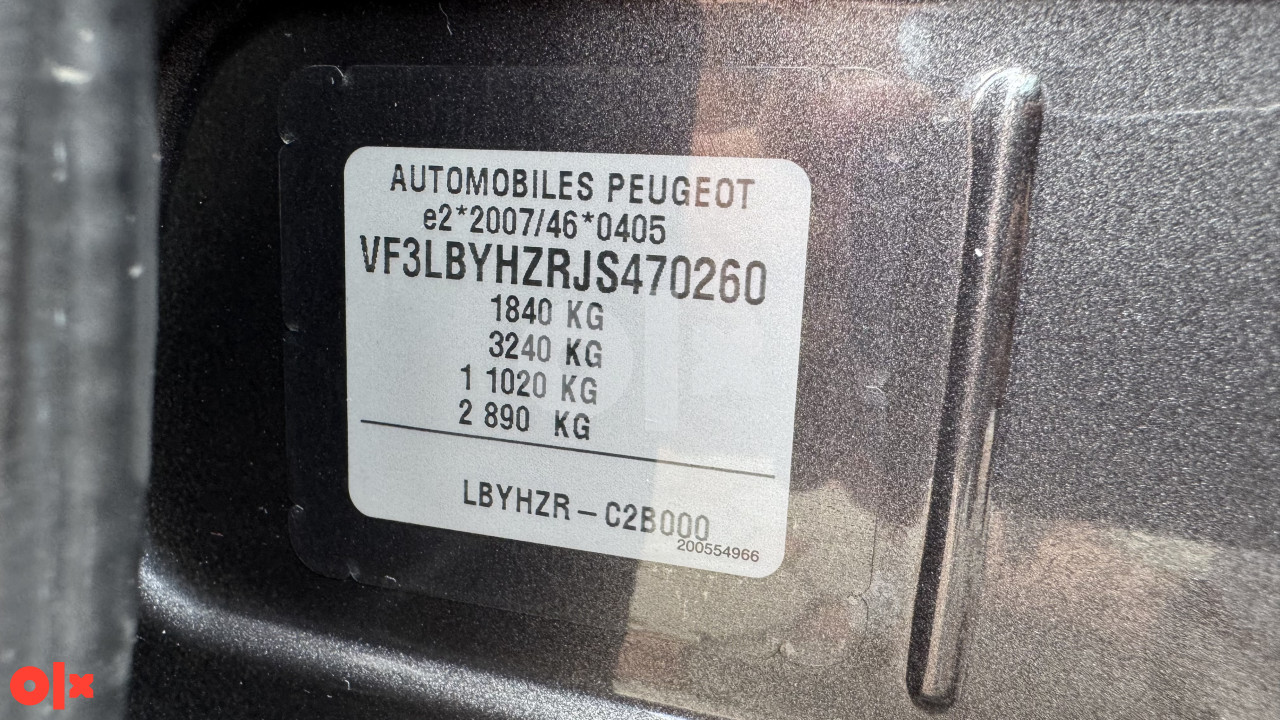 AUTOMOBILES PEUGEOT
e2*2007/46*0405
VF3LBYHZRJS470260
1840 KG
3240 KG
1 1020 KG
2 890 KG
LBYHZR – C2B000
200554966
olx